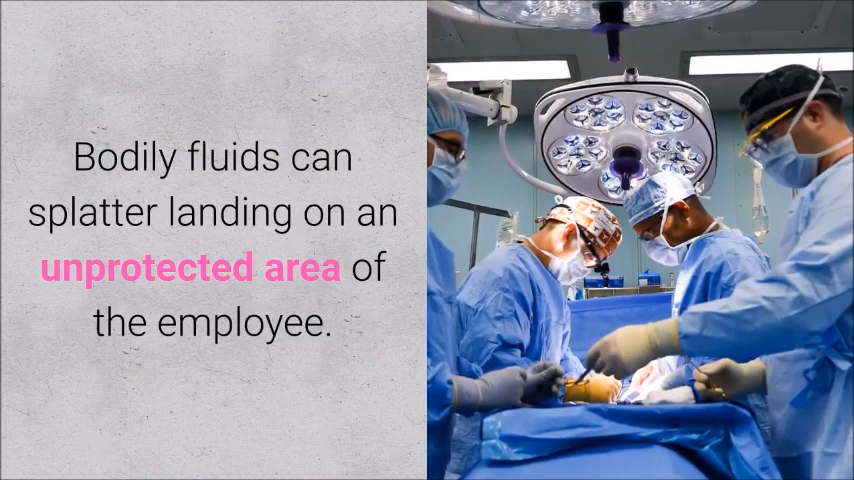 Bodily fluids can
splatter landing on an
unprotected area of
the employee.